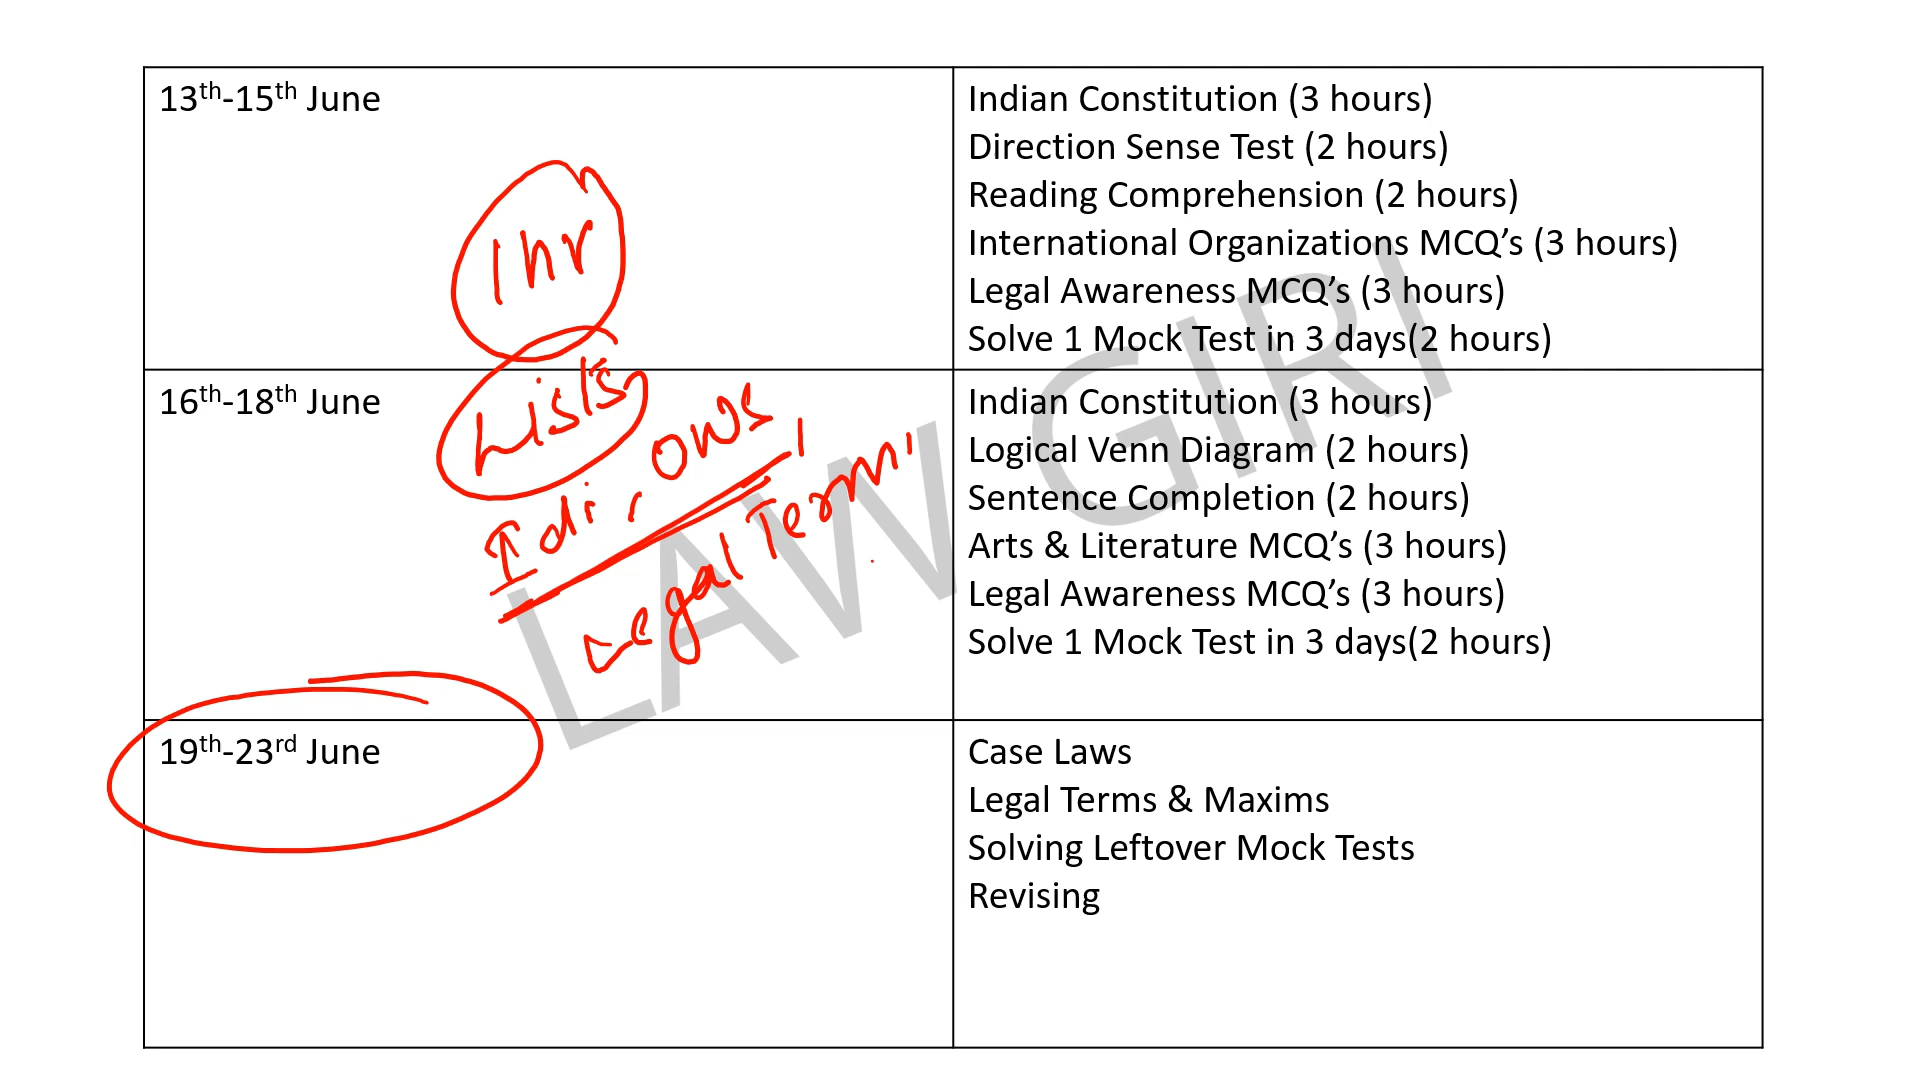 13th-15th June
Indian Constitution (3 hours)
Direction Sense Test (2 hours)
Reading Comprehension (2 hours)
International Organizations MCQ’s (3 hours)
Legal Awareness MCQ’s (3 hours)
Solve 1 Mock Test in 3 days(2 hours)
1 hr
16th-18th June
Indian Constitution (3 hours)
Logical Venn Diagram (2 hours)
Sentence Completion (2 hours)
Arts & Literature MCQ’s (3 hours)
Legal Awareness MCQ’s (3 hours)
Solve 1 Mock Test in 3 days(2 hours)
Lists
Idi, OWS,
Legal Term
19th-23rd June
Case Laws
Legal Terms & Maxims
Solving Leftover Mock Tests
Revising
LAW GIRI